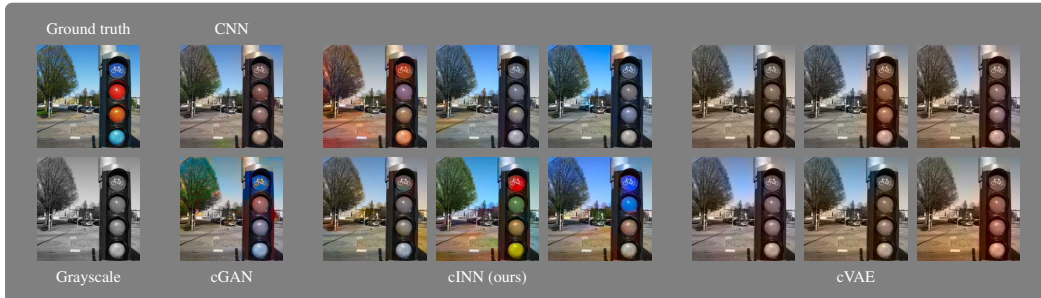 Ground truth
CNN
Grayscale
cGAN
cINN (ours)
cVAE